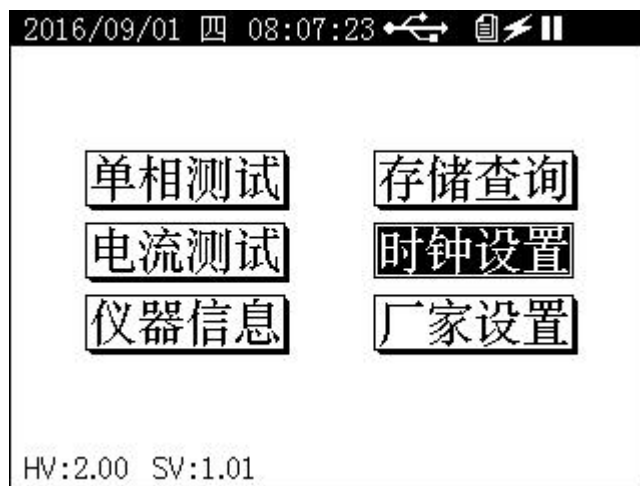 2016/09/01 四 08:07:23
单相测试 存储查询
电流测试 时钟设置
仪器信息 厂家设置
HV:2.00 SV:1.01